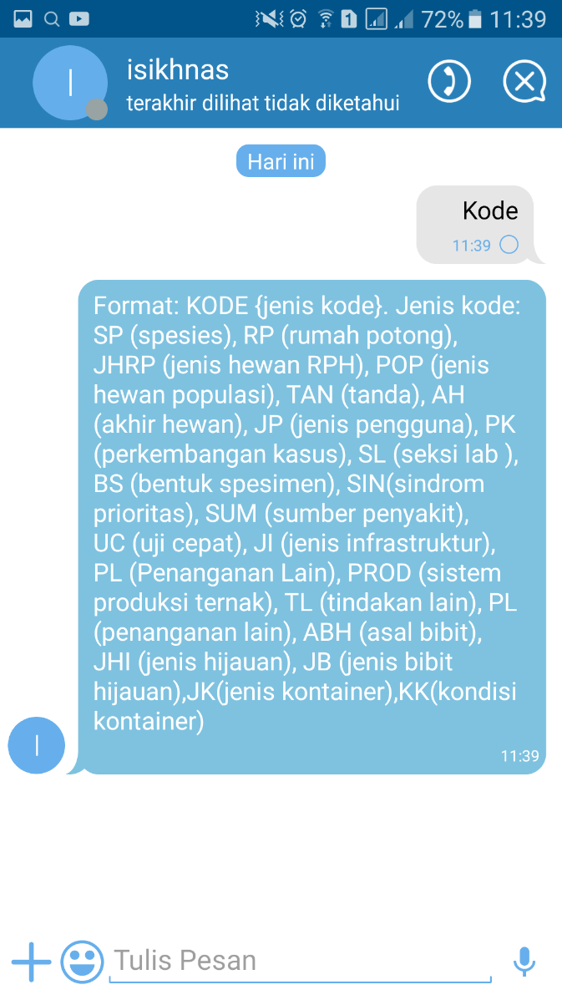 1 72% 11:39
I
isikhnas
terakhir dilihat tidak diketahui
Hari ini
Kode
11:39
Format: KODE {jenis kode}. Jenis kode:
SP (spesies), RP (rumah potong),
JHRP (jenis hewan RPH), POP (jenis
hewan populasi), TAN (tanda), AH
(akhir hewan), JP (jenis pengguna), PK
(perkembangan kasus), SL (seksi lab ),
BS (bentuk spesimen), SIN(sindrom
prioritas), SUM (sumber penyakit),
UC (uji cepat), JI (jenis infrastruktur),
PL (Penanganan Lain), PROD (sistem
produksi ternak), TL (tindakan lain), PL
(penanganan lain), ABH (asal bibit),
JHI (jenis hijauan), JB (jenis bibit
hijauan),JK(jenis kontainer),KK(kondisi
kontainer)
I
11:39
Tulis Pesan